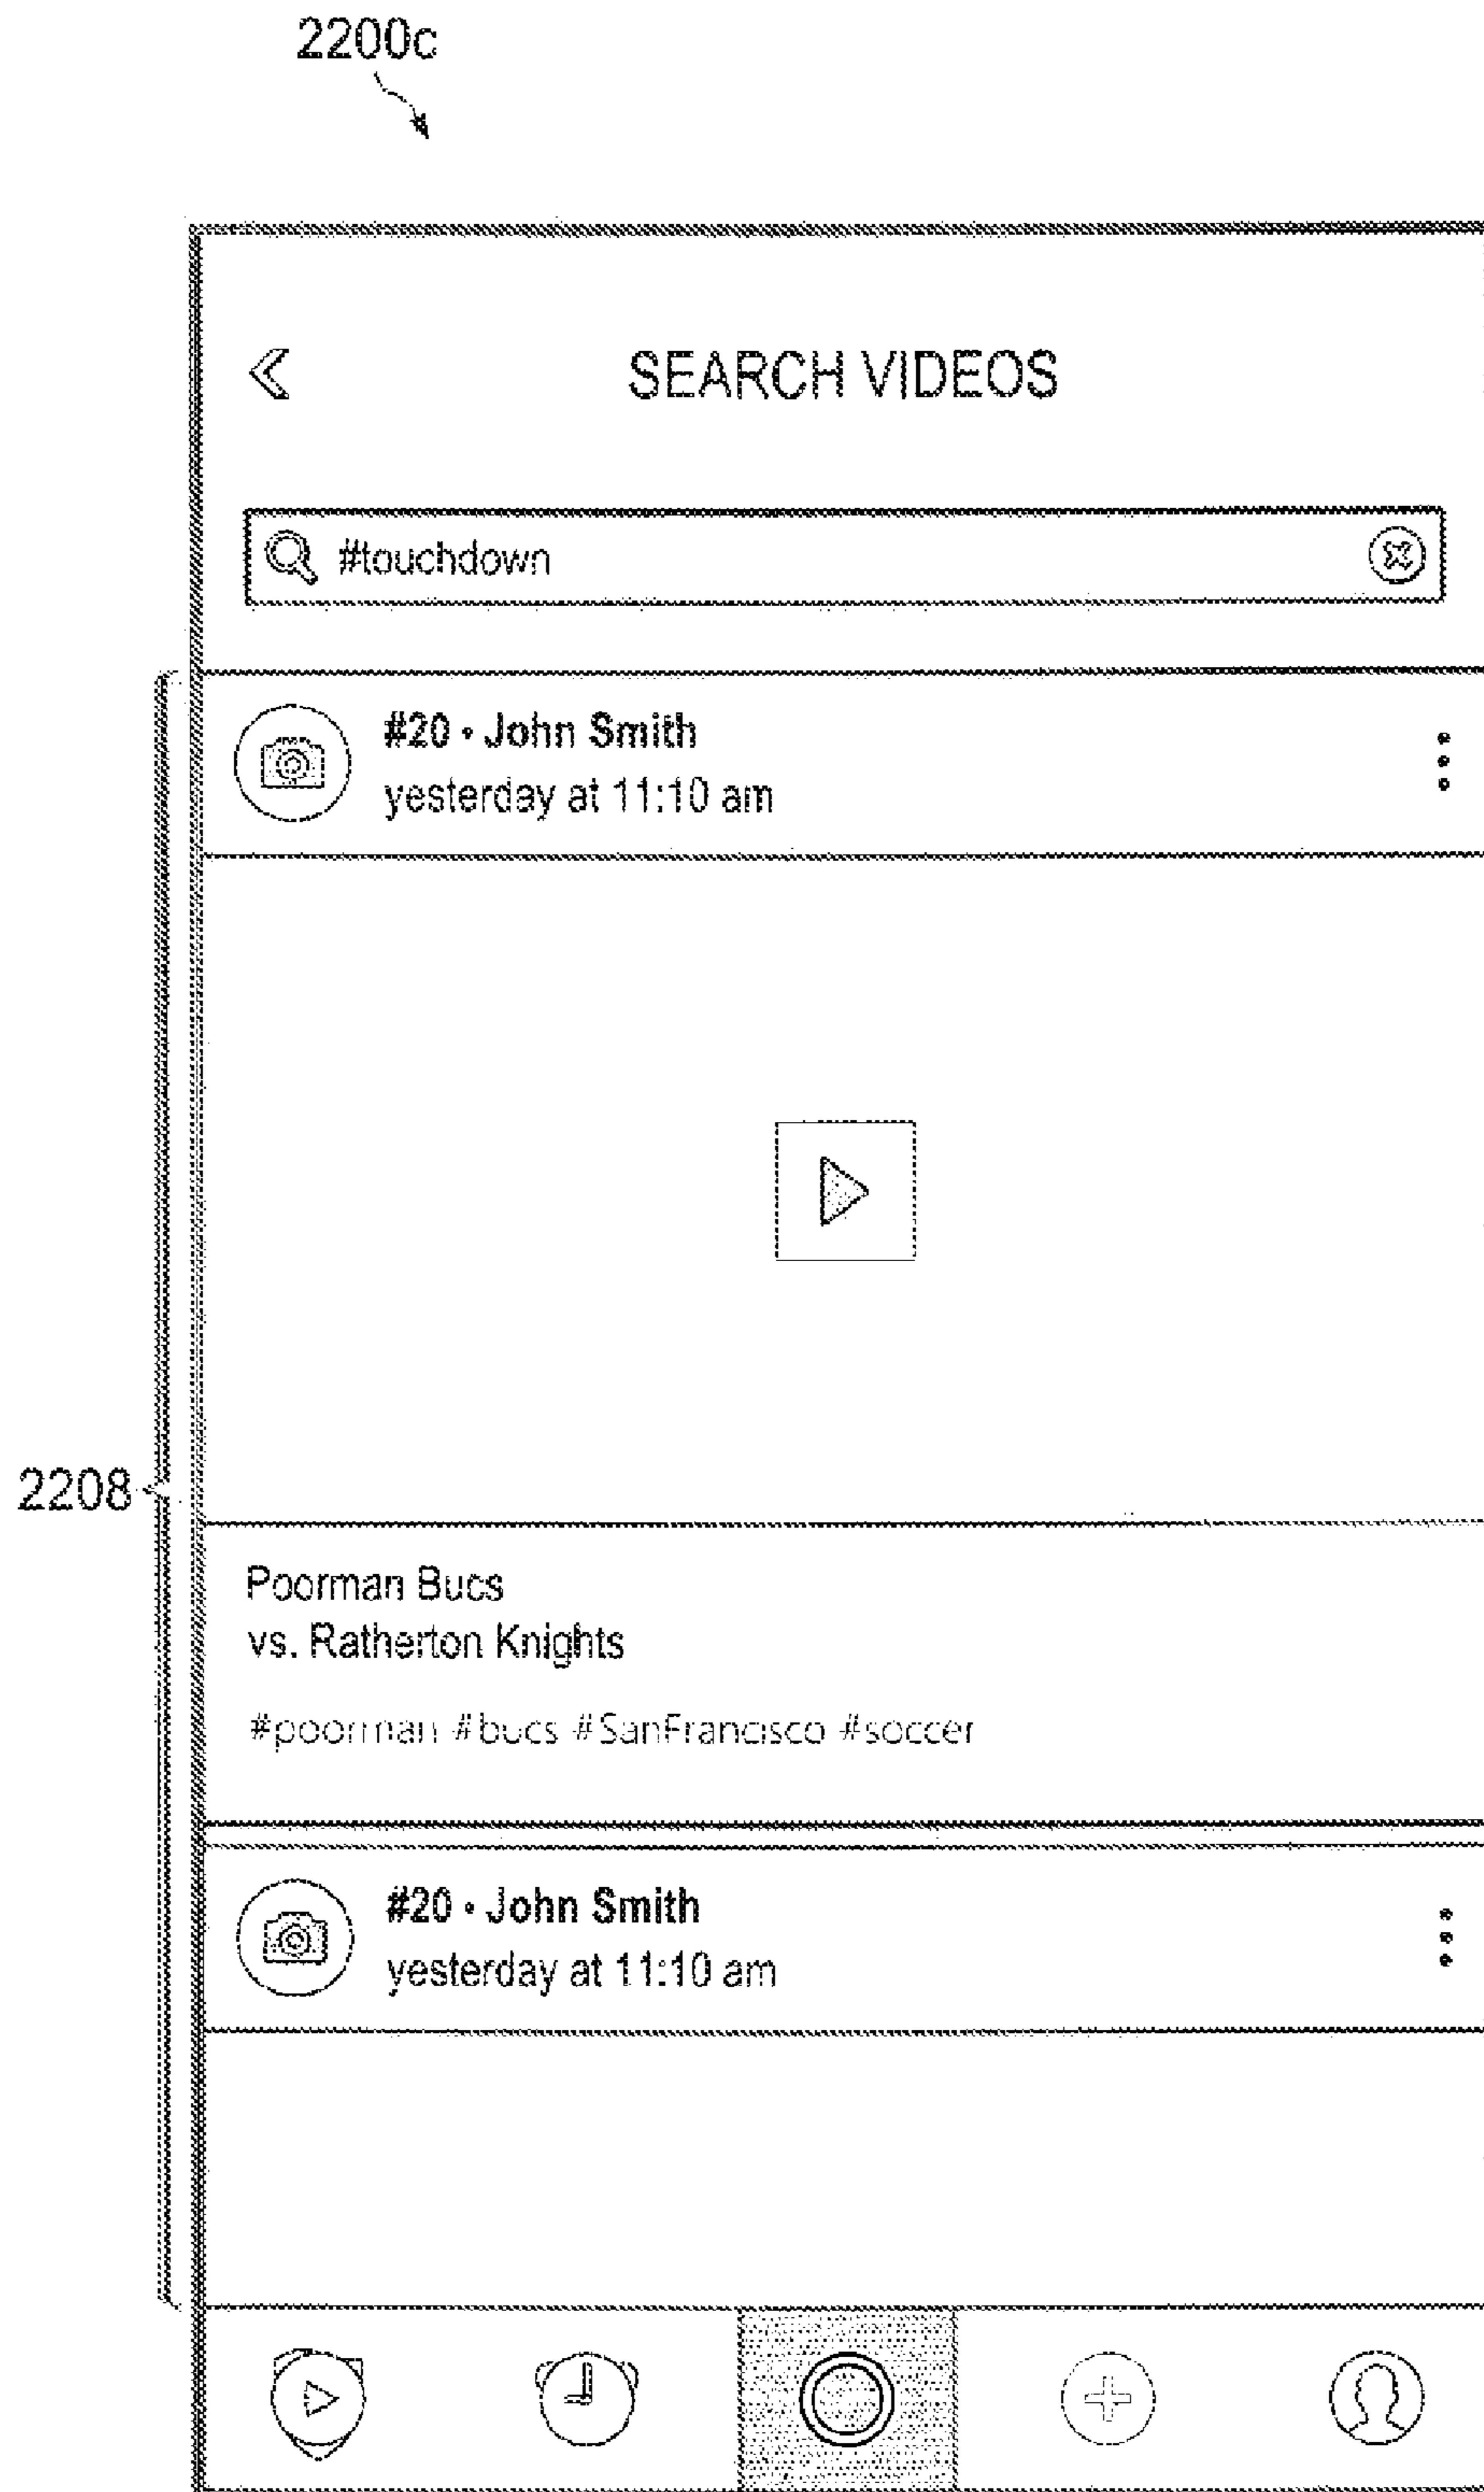 2200c
SEARCH VIDEOS
#touchdown
#20 • John Smith
yesterday at 11:10 am
2208
Poorman Bucs
vs. Ratherton Knights
#poorman #bucs #SanFrancisco #soccer
#20 • John Smith
yesterday at 11:10 am